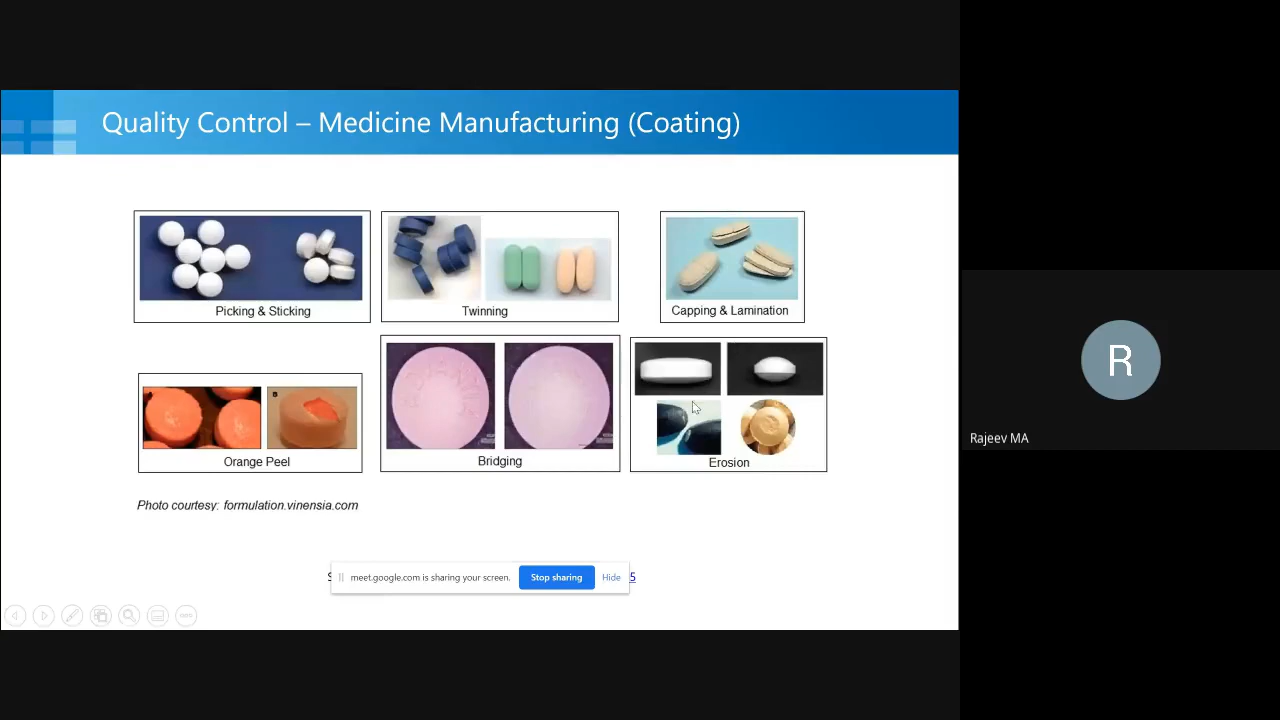 Quality Control – Medicine Manufacturing (Coating)
Picking & Sticking
Twinning
Capping & Lamination
Orange Peel
Bridging
Erosion
Photo courtesy: formulation.vinensia.com
meet.google.com is sharing your screen.
Stop sharing
Hide
5
R
Rajeev MA